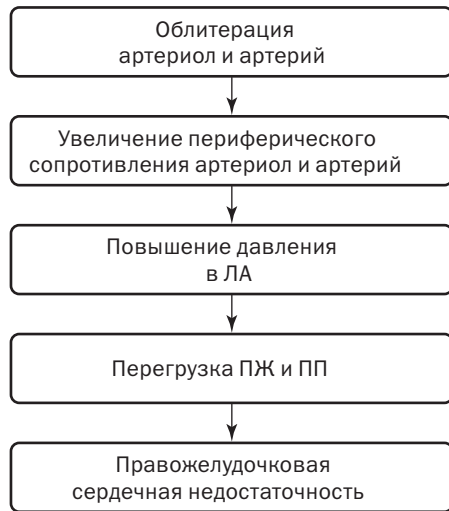 Облитерация
артериол и артерий
Увеличение периферического
сопротивления артериол и артерий
Повышение давления
в ЛА
Перегрузка ПЖ и ПП
Правожелудочковая
сердечная недостаточность